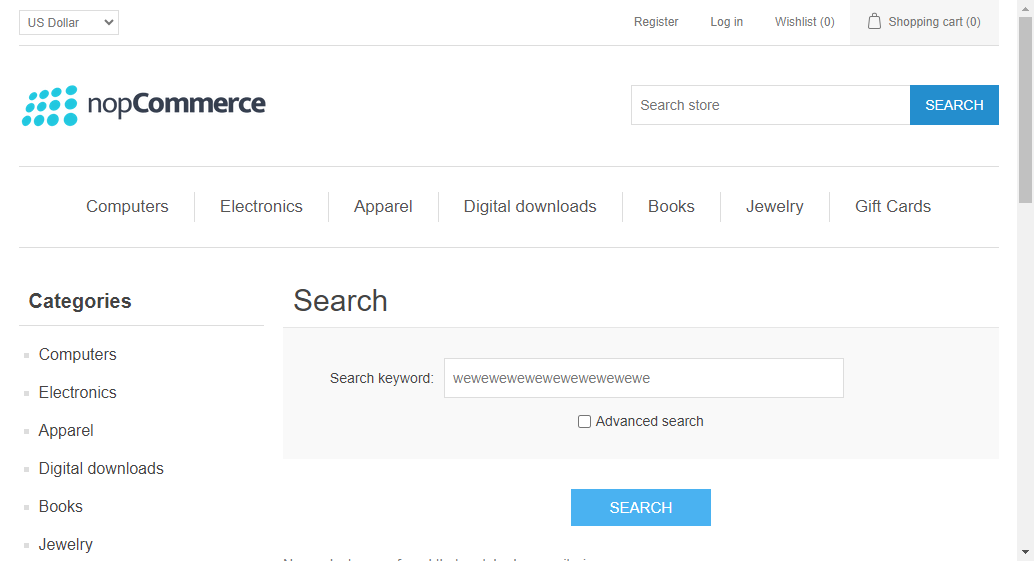 US Dollar
Register
Log in
Wishlist (0)
Shopping cart (0)
nopCommerce
Search store
SEARCH
Computers
Electronics
Apparel
Digital downloads
Books
Jewelry
Gift Cards
Categories
Computers
Electronics
Apparel
Digital downloads
Books
Jewelry
Search
Search keyword:
wewewewewewewewewewewe
Advanced search
SEARCH